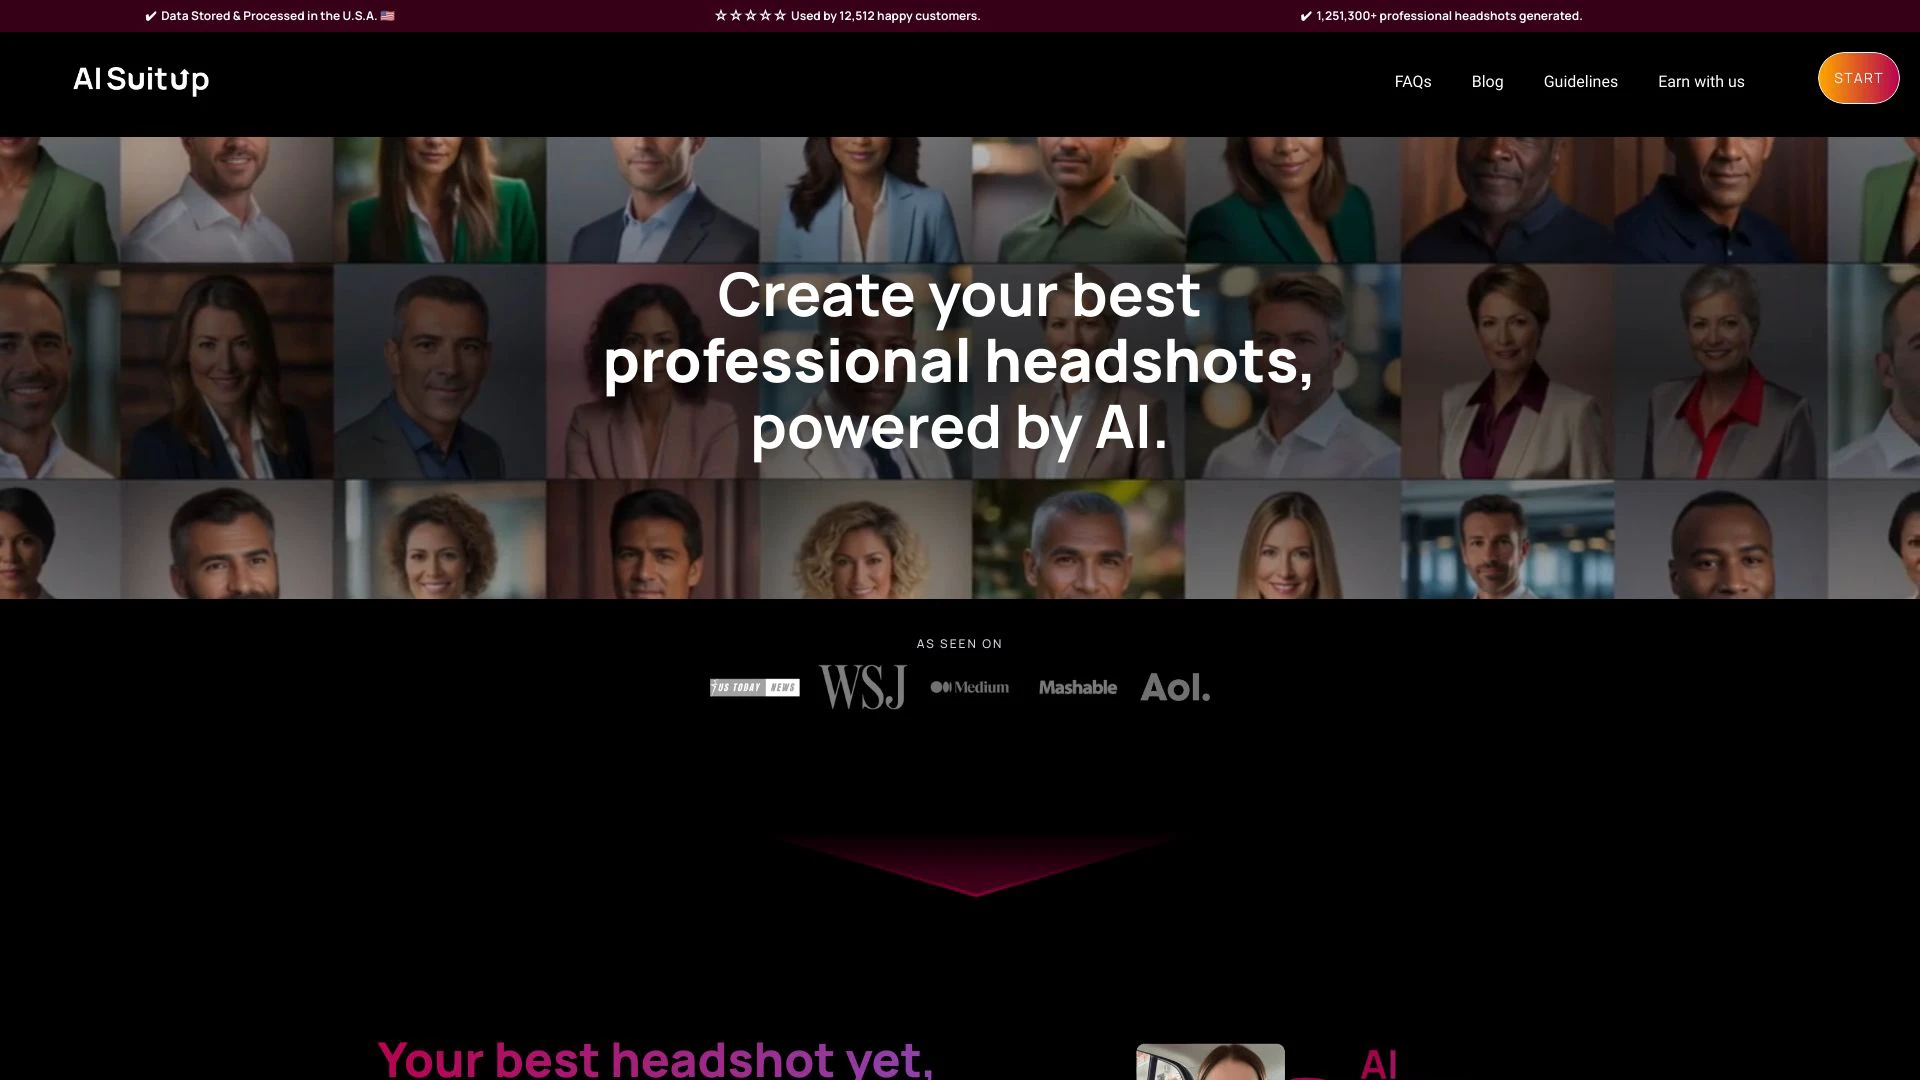 ✔ Data Stored & Processed in the U.S.A. 🇺🇸
☆☆☆☆☆ Used by 12,512 happy customers.
✔ 1,251,300+ professional headshots generated.
AI Suitup
FAQs
Blog
Guidelines
Earn with us
START
Create your best
professional headshots,
powered by AI.
AS SEEN ON
US TODAY NEWS
WSJ
Medium
Mashable
Aol.
Your best headshot yet,
AI